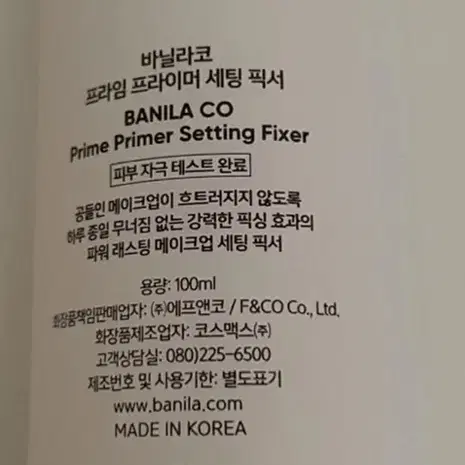 바닐라코
프라임 프라이머 세팅 픽서
BANILA CO
Prime Primer Setting Fixer
피부 자극 테스트 완료
공들인 메이크업이 흐트러지지 않도록
하루 종일 무너짐 없는 강력한 픽싱 효과의
파워 래스팅 메이크업 세팅 픽서
용량: 100ml
화장품책임판매업자: (주)에프앤코 / F&CO Co., Ltd.
화장품제조업자: 코스맥스(주)
고객상담실: 080)225-6500
제조번호 및 사용기한: 별도표기
www.banila.com
MADE IN KOREA